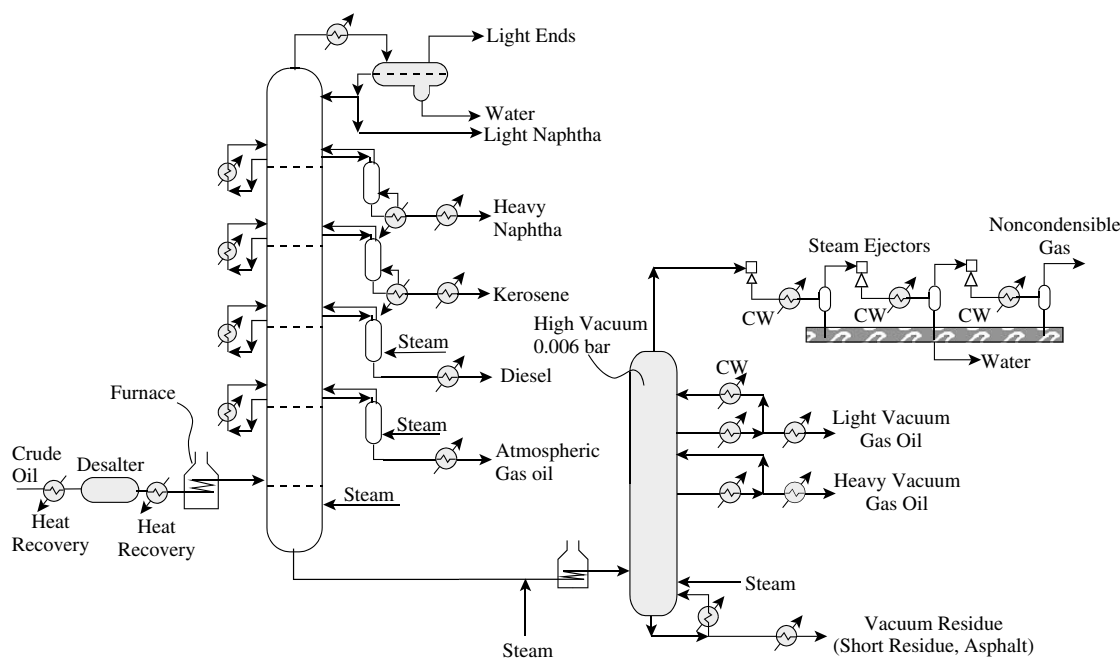 Light Ends
Water
Light Naphtha
Heavy
Naphtha
Kerosene
Steam
Diesel
Steam
Atmospheric
Gas oil
Furnace
Crude
Oil
Desalter
Heat
Recovery
Heat
Recovery
Steam
Steam
High Vacuum
0.006 bar
Steam Ejectors
Noncondensible
Gas
CW
CW
CW
Water
CW
Light Vacuum
Gas Oil
Heavy Vacuum
Gas Oil
Steam
Vacuum Residue
(Short Residue, Asphalt)